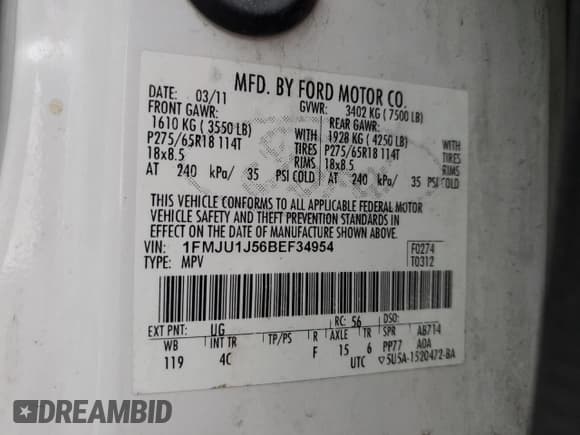 MFD. BY FORD MOTOR CO.
DATE: 03/11 GVWR: 3402 KG ( 7500 LB)
FRONT GAWR: REAR GAWR:
1610 KG ( 3550 LB) 1928 KG ( 4250 LB)
P275/65R18 114T WITH TIRES P275/65R18 114T WITH TIRES
18x8.5 RIMS 18x8.5 RIMS
AT 240 kPa/ 35 PSI COLD AT 240 kPa/ 35 PSI COLD
THIS VEHICLE CONFORMS TO ALL APPLICABLE FEDERAL MOTOR
VEHICLE SAFETY AND THEFT PREVENTION STANDARDS IN
EFFECT ON THE DATE OF MANUFACTURE SHOWN ABOVE.
VIN: 1FMJU1J56BEF34954 F0274
TYPE: MPV T0312
EXT PNT: UG RC: 56 DSO:
WB INT TR TP/PS R AXLE TR SPR AB714
119 4C F 15 6 PP77 A0A
UTC ▽5U5A-1520472-BA
DREAMBID